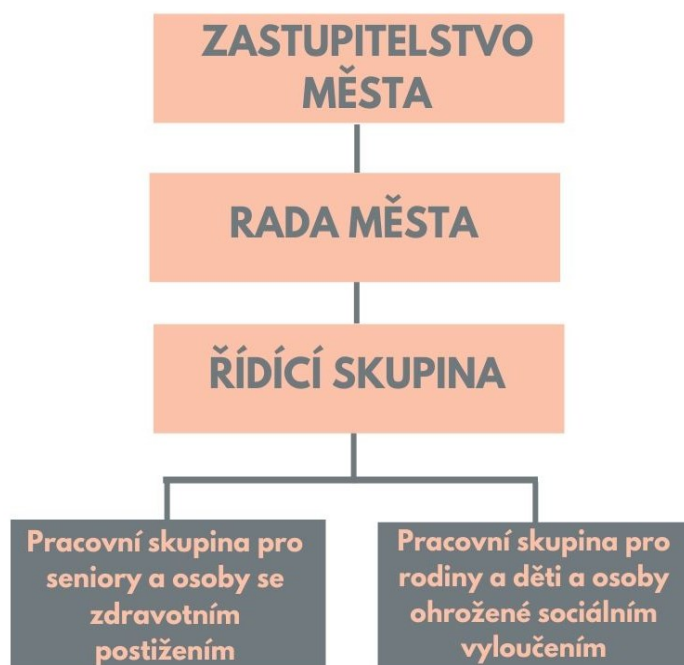 ZASTUPITELSTVO
MĚSTA
RADA MĚSTA
ŘÍDÍCÍ SKUPINA
Pracovní skupina pro
seniory a osoby se
zdravotním
postižením
Pracovní skupina pro
rodiny a děti a osoby
ohrožené sociálním
vyloučením